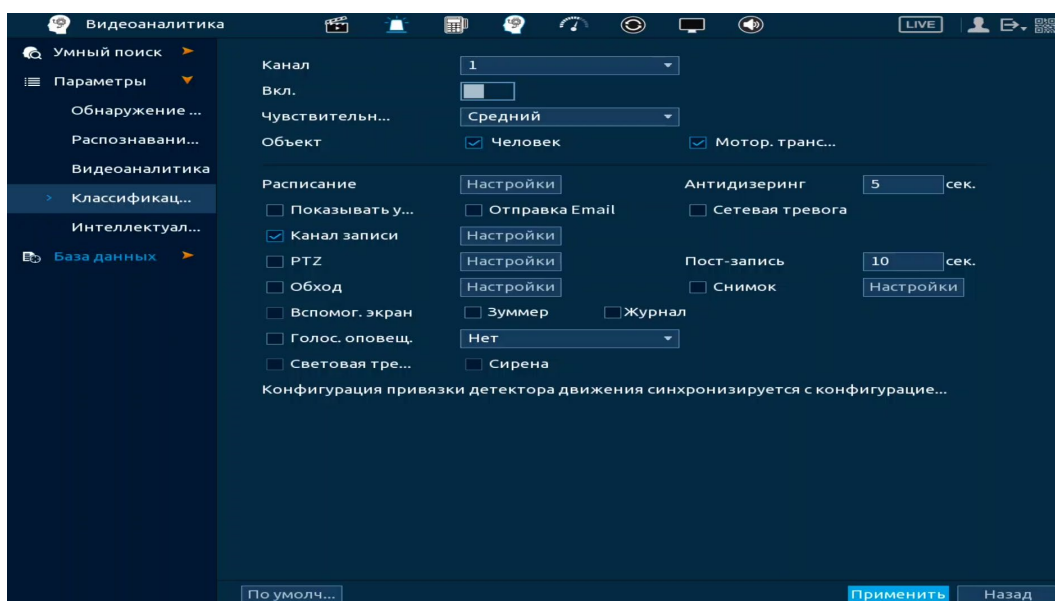 Видеоаналитика LIVE
Умный поиск
Параметры
Обнаружение ...
Распознавани...
Видеоаналитика
Классификац...
Интеллектуал...
База данных
Канал 1
Вкл.
Чувствительн... Средний
Объект Человек Мотор. транс...
Расписание Настройки Антидизеринг 5 сек.
Показывать у... Отправка Email Сетевая тревога
Канал записи Настройки
PTZ Настройки Пост-запись 10 сек.
Обход Настройки Снимок Настройки
Вспомог. экран Зуммер Журнал
Голос. оповещ. Нет
Световая тре... Сирена
Конфигурация привязки детектора движения синхронизируется с конфигурацие...
По умолч... Применить Назад